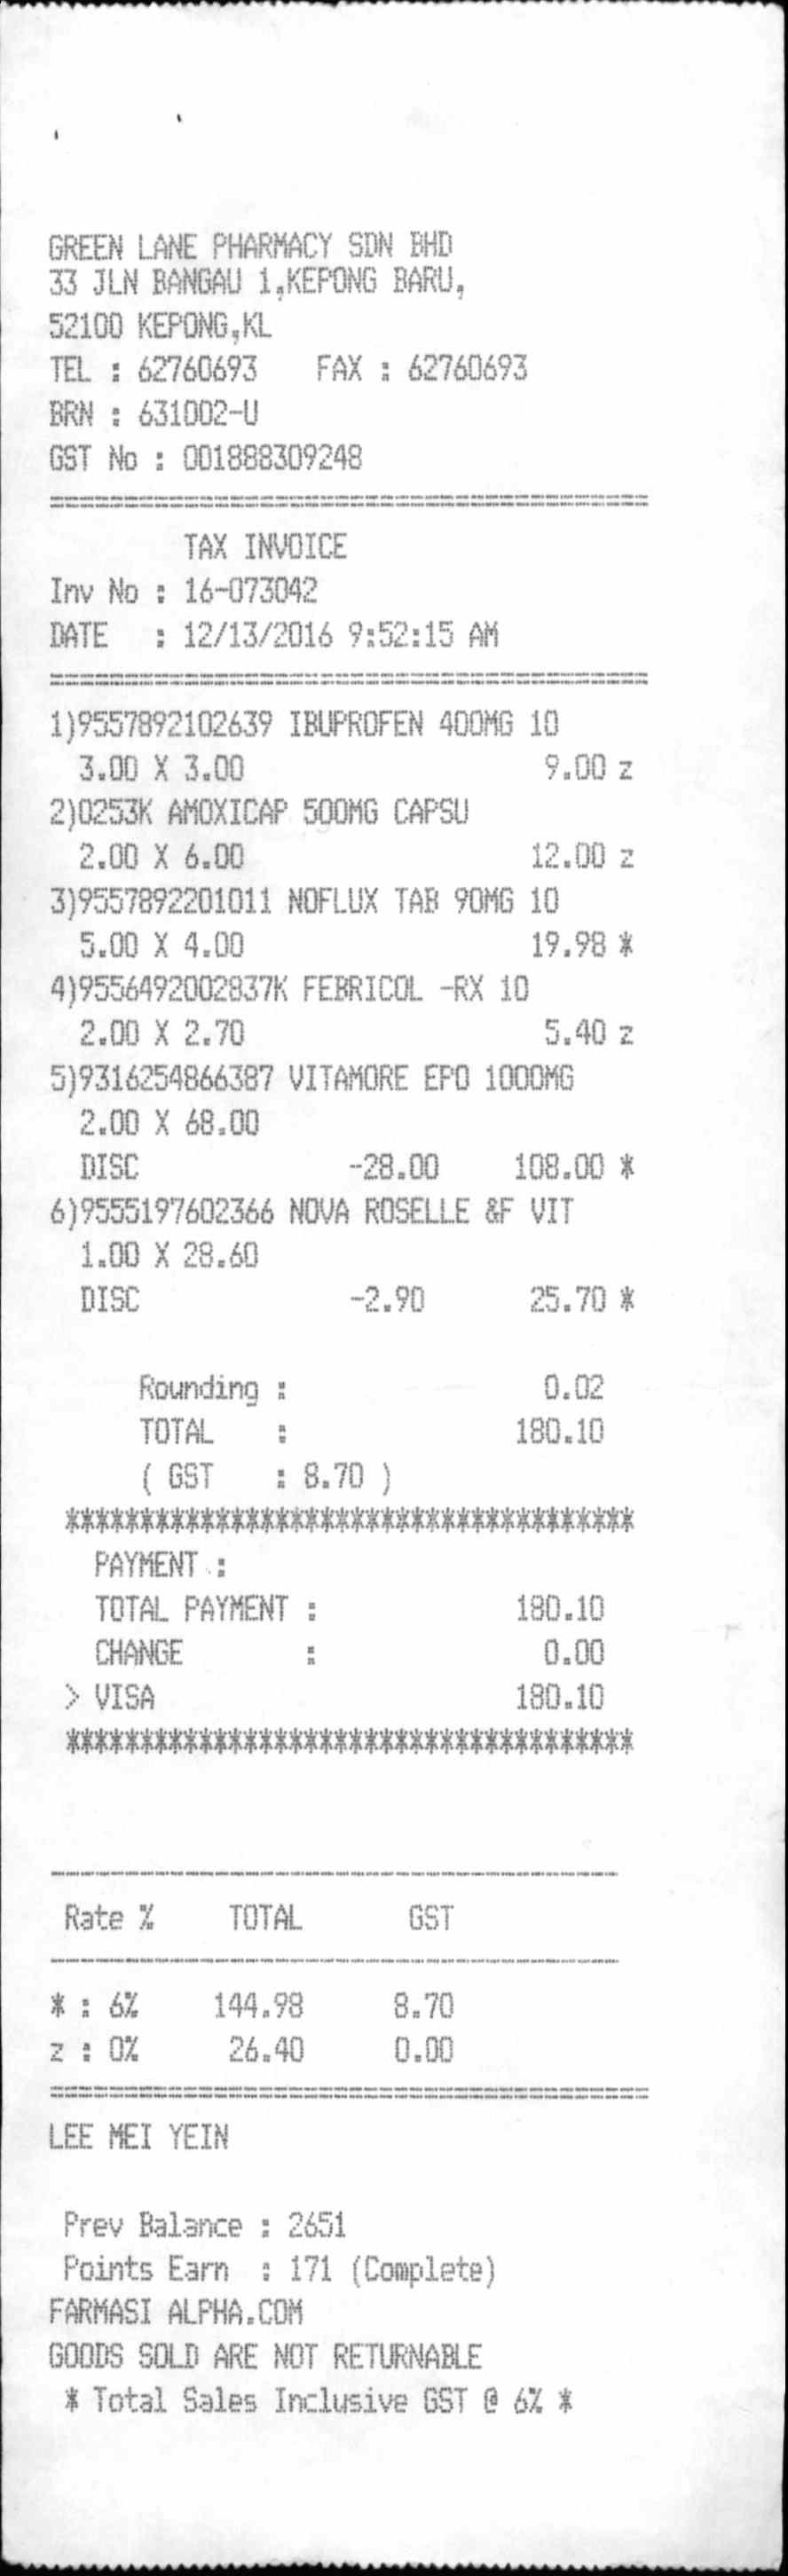 GREEN LANE PHARMACY SDN BHD
33 JLN BANGAU 1,KEPONG BARU,
52100 KEPONG,KL
TEL : 62760693 FAX : 62760693
BRN : 631002-U
GST No : 001888309248
TAX INVOICE
Inv No : 16-073042
DATE : 12/13/2016 9:52:15 AM
1)9557892102639 IBUPROFEN 400MG 10
3.00 X 3.00 9.00 z
2)0253K AMOXICAP 500MG CAPSU
2.00 X 6.00 12.00 z
3)9557892201011 NOFLUX TAB 90MG 10
5.00 X 4.00 19.98 *
4)9556492002837K FEBRICOL -RX 10
2.00 X 2.70 5.40 z
5)9316254866387 VITAMORE EPO 1000MG
2.00 X 68.00
DISC -28.00 108.00 *
6)9555197602366 NOVA ROSELLE &F VIT
1.00 X 28.60
DISC -2.90 25.70 *
Rounding : 0.02
TOTAL : 180.10
( GST : 8.70 )
**************************************
PAYMENT :
TOTAL PAYMENT : 180.10
CHANGE : 0.00
> VISA 180.10
**************************************
Rate % TOTAL GST
* : 6% 144.98 8.70
z : 0% 26.40 0.00
LEE MEI YEIN
Prev Balance : 2651
Points Earn : 171 (Complete)
FARMASI ALPHA.COM
GOODS SOLD ARE NOT RETURNABLE
* Total Sales Inclusive GST @ 6% *